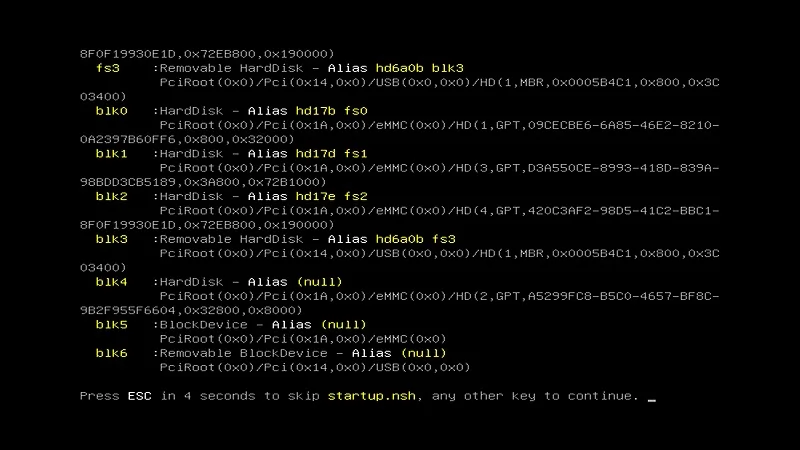 8F0F19930E1D,0x72EB800,0x190000)
fs3 :Removable HardDisk - Alias hd6a0b blk3
PciRoot(0x0)/Pci(0x14,0x0)/USB(0x0,0x0)/HD(1,MBR,0x0005B4C1,0x800,0x3C
03400)
blk0 :HardDisk - Alias hd17b fs0
PciRoot(0x0)/Pci(0x1A,0x0)/eMMC(0x0)/HD(1,GPT,09CECBE6-6A85-46E2-8210-
0A2397B60FF6,0x800,0x32000)
blk1 :HardDisk - Alias hd17d fs1
PciRoot(0x0)/Pci(0x1A,0x0)/eMMC(0x0)/HD(3,GPT,D3A550CE-8993-418D-839A-
98BDD3CB5189,0x3A800,0x72B1000)
blk2 :HardDisk - Alias hd17e fs2
PciRoot(0x0)/Pci(0x1A,0x0)/eMMC(0x0)/HD(4,GPT,420C3AF2-98D5-41C2-BBC1-
8F0F19930E1D,0x72EB800,0x190000)
blk3 :Removable HardDisk - Alias hd6a0b fs3
PciRoot(0x0)/Pci(0x14,0x0)/USB(0x0,0x0)/HD(1,MBR,0x0005B4C1,0x800,0x3C
03400)
blk4 :HardDisk - Alias (null)
PciRoot(0x0)/Pci(0x1A,0x0)/eMMC(0x0)/HD(2,GPT,A5299FC8-B5C0-4657-BF8C-
9B2F955F6604,0x32800,0x8000)
blk5 :BlockDevice - Alias (null)
PciRoot(0x0)/Pci(0x1A,0x0)/eMMC(0x0)
blk6 :Removable BlockDevice - Alias (null)
PciRoot(0x0)/Pci(0x14,0x0)/USB(0x0,0x0)
Press ESC in 4 seconds to skip startup.nsh, any other key to continue. _